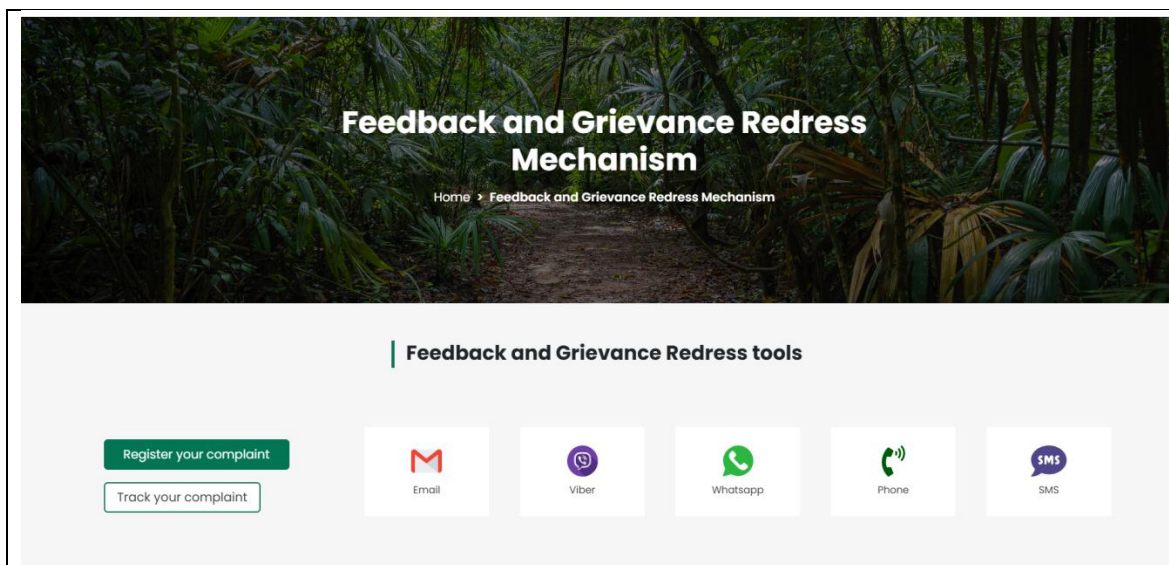 Feedback and Grievance Redress
Mechanism
Home > Feedback and Grievance Redress Mechanism
Feedback and Grievance Redress tools
Register your complaint
Track your complaint
Email
Viber
Whatsapp
Phone
SMS
SMS